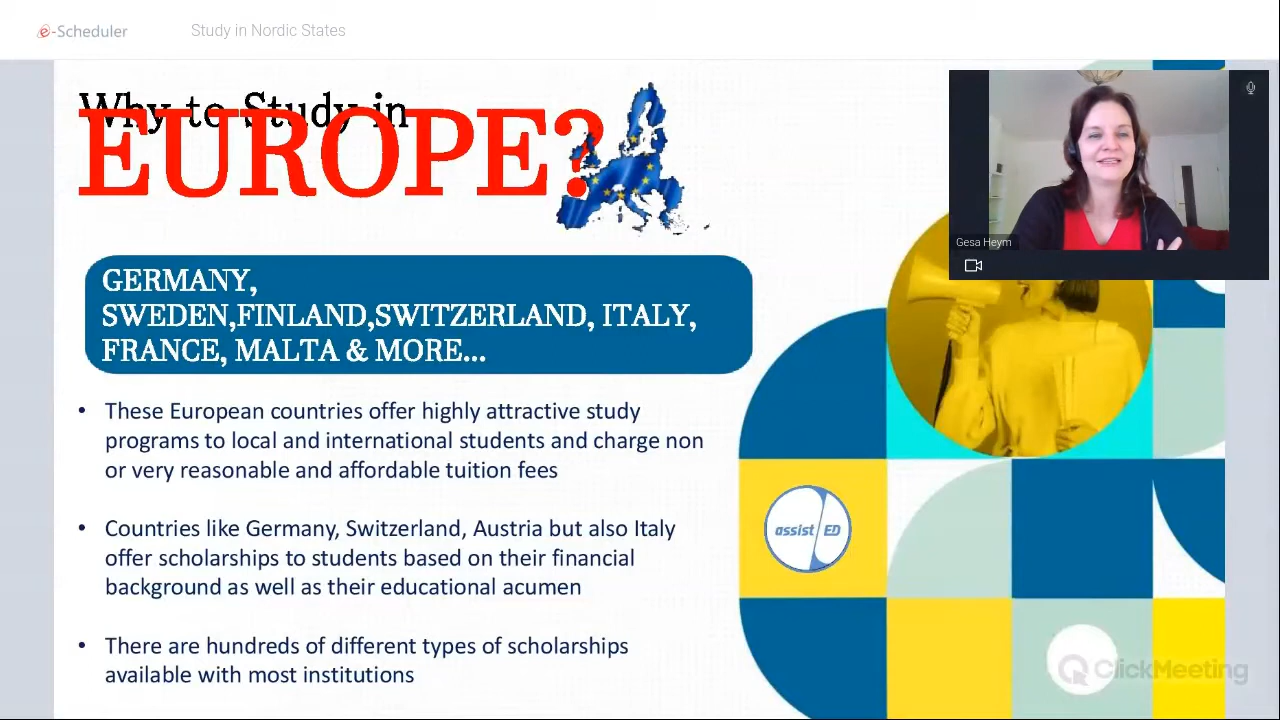 e-Scheduler
Study in Nordic States
Why to Study in
EUROPE?
Gesa Heym
GERMANY,
SWEDEN,FINLAND,SWITZERLAND, ITALY,
FRANCE, MALTA & MORE...
• These European countries offer highly attractive study
programs to local and international students and charge non
or very reasonable and affordable tuition fees
• Countries like Germany, Switzerland, Austria but also Italy
offer scholarships to students based on their financial
background as well as their educational acumen
assist ED
• There are hundreds of different types of scholarships
available with most institutions
ClickMeeting